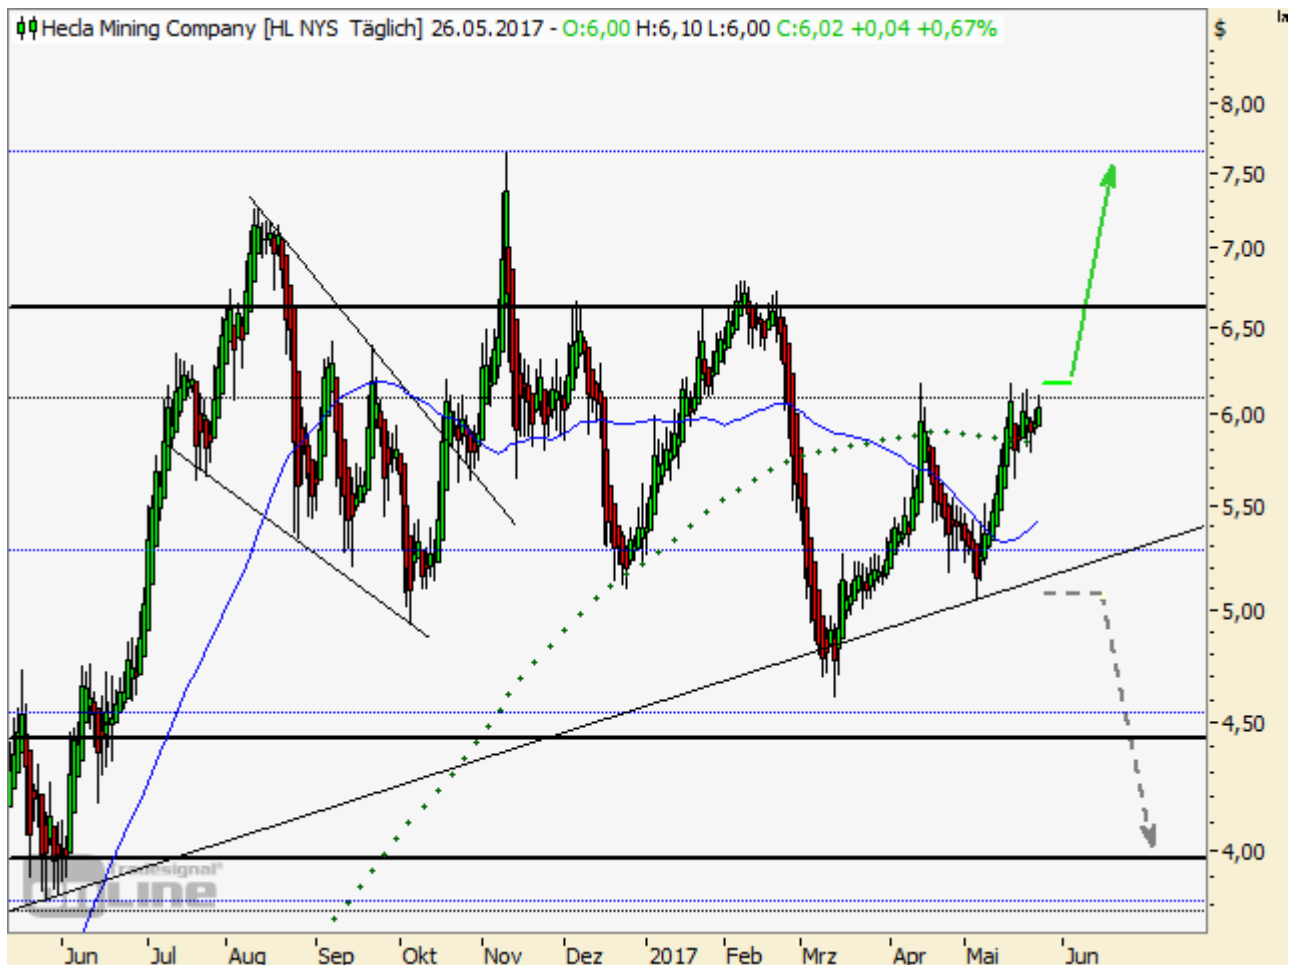 Hecla Mining Company [HL NYS Täglich] 26.05.2017 - O:6,00 H:6,10 L:6,00 C:6,02 +0,04 +0,67%
$
8,00
7,50
7,00
6,50
6,00
5,50
5,00
4,50
4,00
Tradesignal®
Line
Jun Jul Aug Sep Okt Nov Dez 2017 Feb Mrz Apr Mai Jun